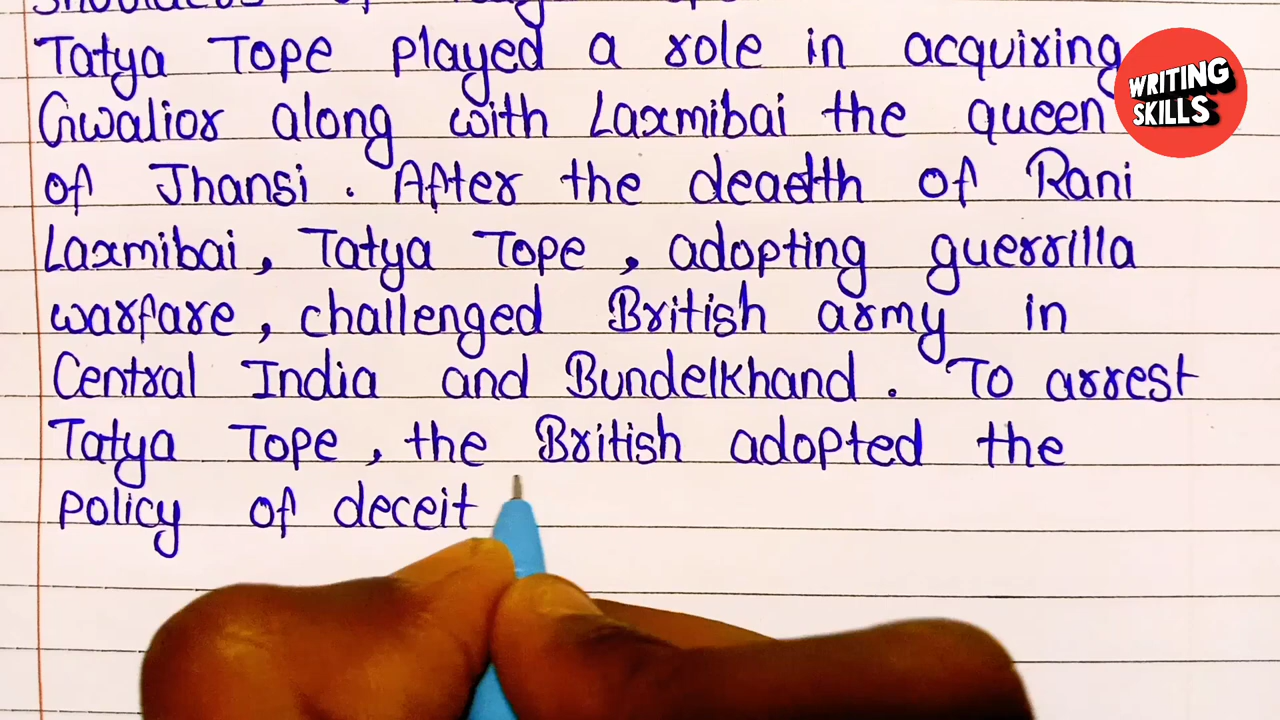 Tatya Tope played a role in acquiring
Gwalior along with Laxmibai the queen
of Jhansi. After the deadth of Rani
Laxmibai, Tatya Tope, adopting guerrilla
warfare, challenged British army in
Central India and Bundelkhand. To arrest
Tatya Tope, the British adopted the
policy of deceit
WRITING
SKILLS